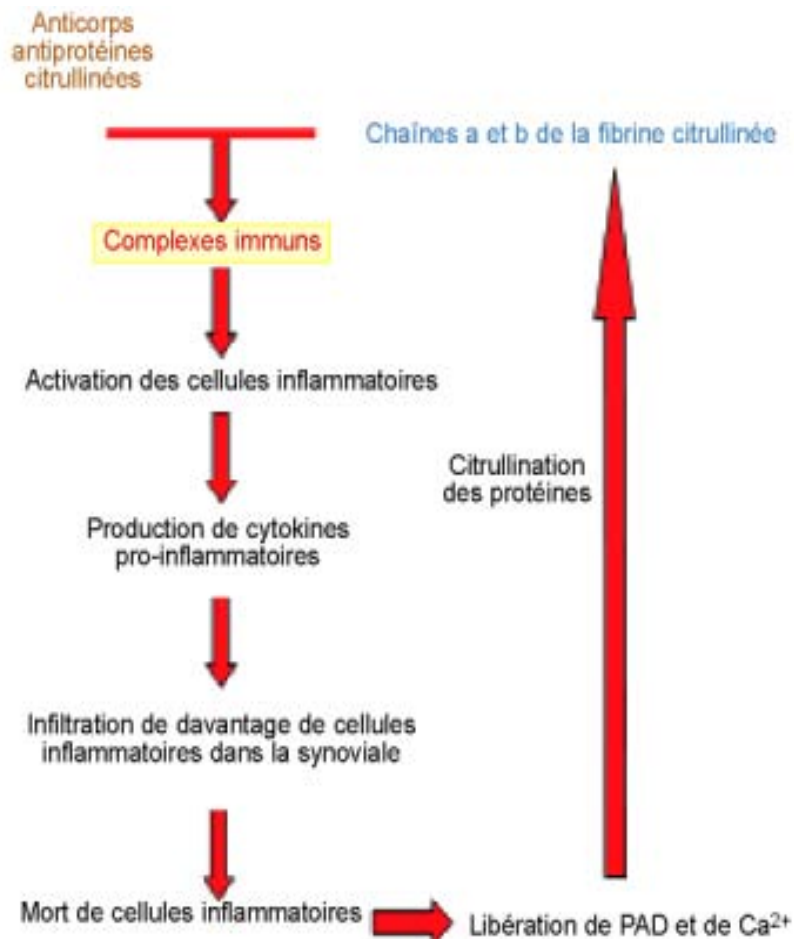 Anticorps
antiprotéines
citrullinées
Chaînes a et b de la fibrine citrullinée
Complexes immuns
Activation des cellules inflammatoires
Production de cytokines
pro-inflammatoires
Citrullination
des protéines
Infiltration de davantage de cellules
inflammatoires dans la synoviale
Mort de cellules inflammatoires
Libération de PAD et de Ca²⁺